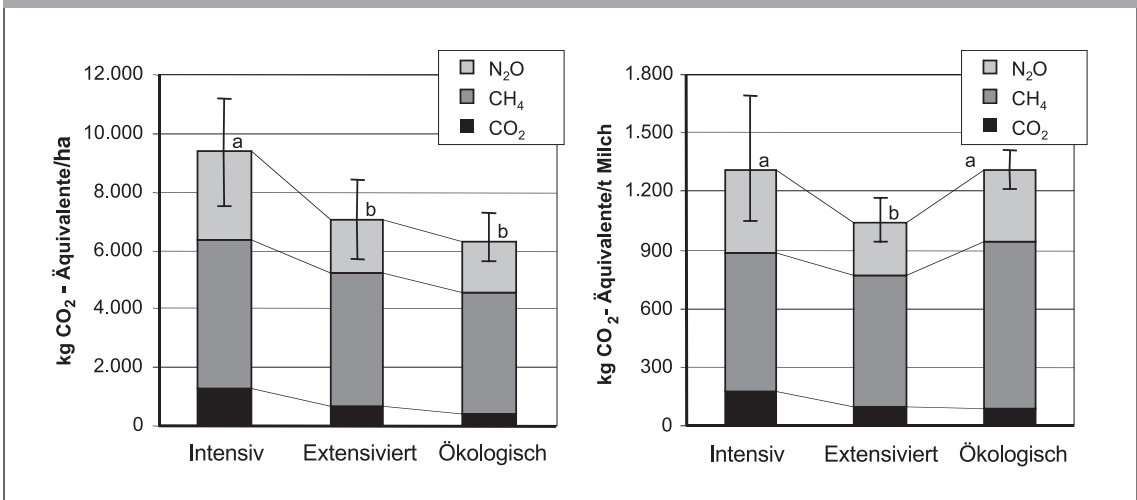 kg CO₂ - Äquivalente/ha
12.000
10.000
8.000
6.000
4.000
2.000
0
N₂O
CH₄
CO₂
a
b
b
Intensiv
Extensiviert
Ökologisch
kg CO₂- Äquivalente/t Milch
1.800
1.500
1.200
900
600
300
0
N₂O
CH₄
CO₂
a
b
a
Intensiv
Extensiviert
Ökologisch